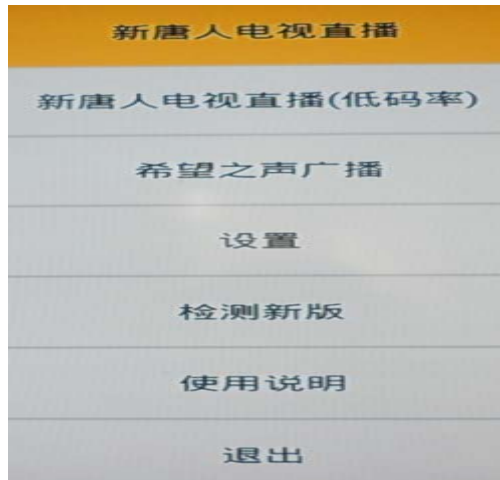 新唐人电视直播
新唐人电视直播(低码率)
希望之声广播
设置
检测新版
使用说明
退出